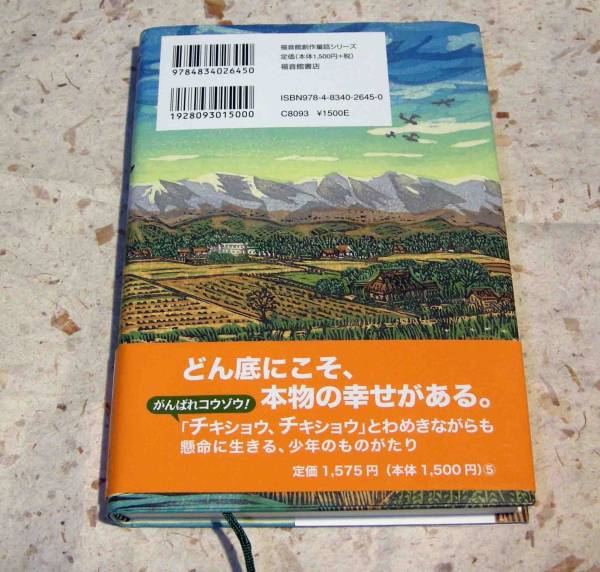 9784834026450
1928093015000
福音館創作童話シリーズ
定価（本体1,500円+税）
福音館書店
ISBN978-4-8340-2645-0
C8093 ¥1500E
どん底にこそ、
本物の幸せがある。
がんばれコウゾウ！
「チキショウ、チキショウ」とわめきながらも
懸命に生きる、少年のものがたり
定価 1,575 円（本体 1,500 円）⑤